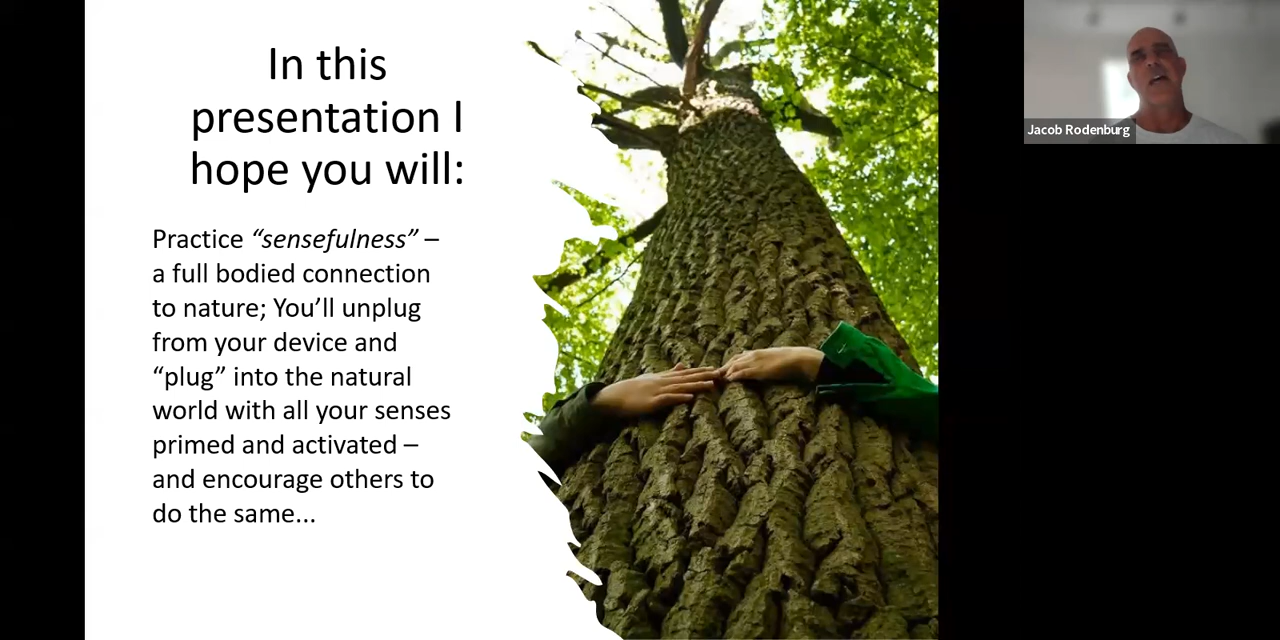 In this
presentation I
hope you will:
Practice “sensefulness” –
a full bodied connection
to nature; You’ll unplug
from your device and
“plug” into the natural
world with all your senses
primed and activated –
and encourage others to
do the same...
Jacob Rodenburg